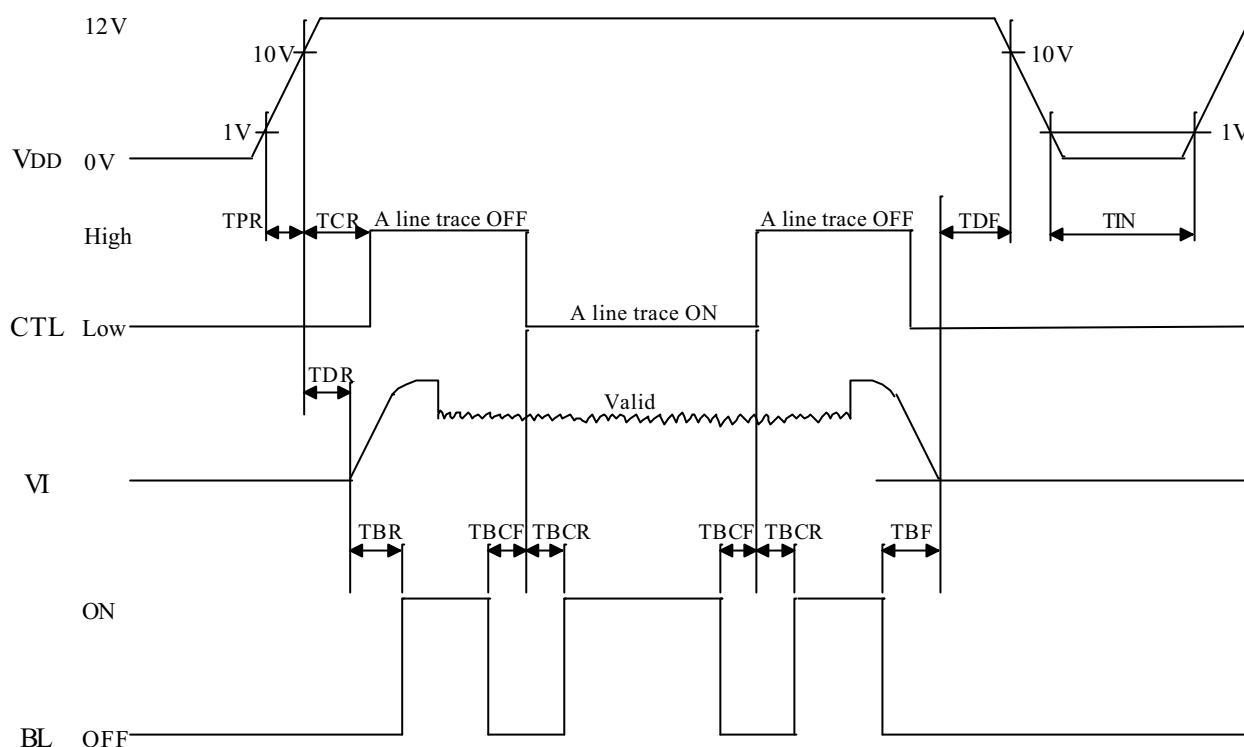 12V
10V
10V
1V
1V
VDD 0V
TPR TCR A line trace OFF A line trace OFF TDF TIN
High
CTL Low A line trace ON
TDR
Valid
VI
TBR TBCF TBCR TBCF TBCR TBF
ON
BL OFF